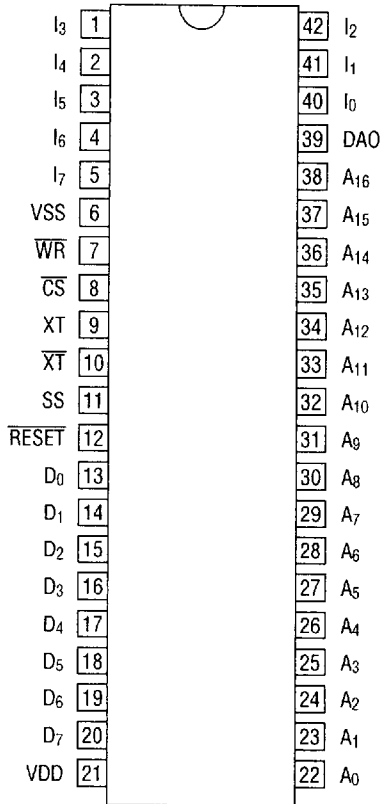 I₃ 1 42 I₂
I₄ 2 41 I₁
I₅ 3 40 I₀
I₆ 4 39 DAO
I₇ 5 38 A₁₆
VSS 6 37 A₁₅
W̅R̅ 7 36 A₁₄
C̅S̅ 8 35 A₁₃
XT 9 34 A₁₂
X̅T̅ 10 33 A₁₁
SS 11 32 A₁₀
R̅E̅S̅E̅T̅ 12 31 A₉
D₀ 13 30 A₈
D₁ 14 29 A₇
D₂ 15 28 A₆
D₃ 16 27 A₅
D₄ 17 26 A₄
D₅ 18 25 A₃
D₆ 19 24 A₂
D₇ 20 23 A₁
VDD 21 22 A₀